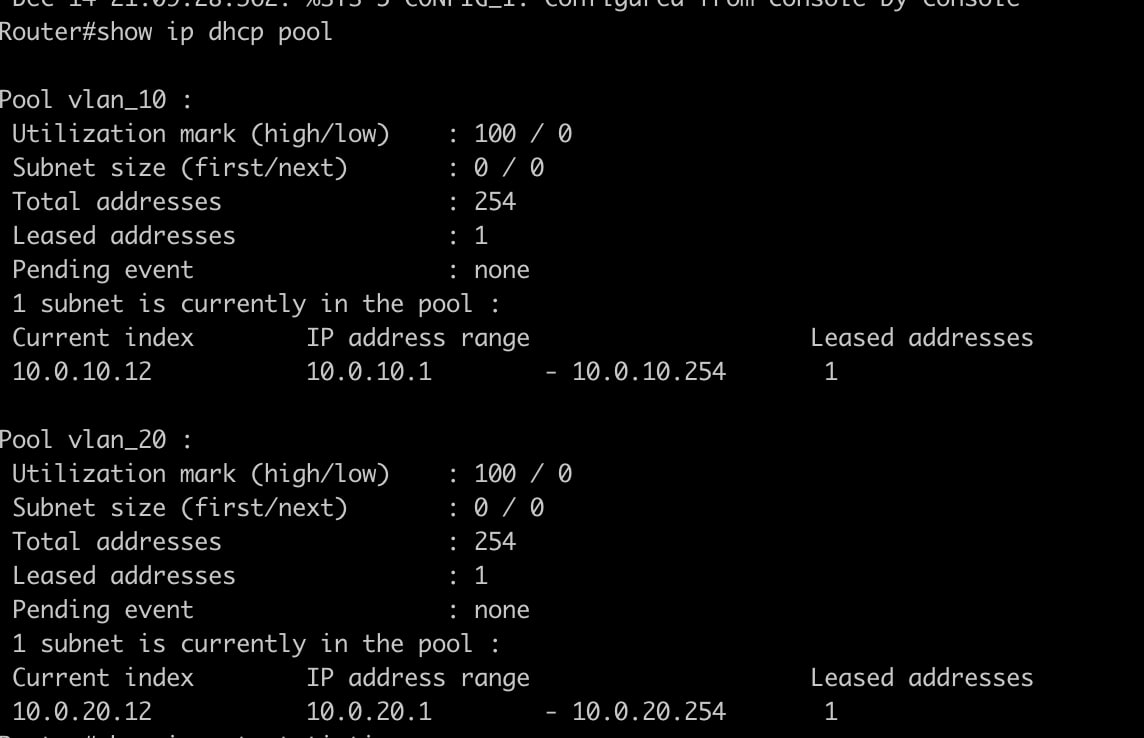 Dec 14 21:09:28.562: %SYS-5-CONFIG_I: Configured from console by console
Router#show ip dhcp pool
Pool vlan_10 :
Utilization mark (high/low)    : 100 / 0
Subnet size (first/next)       : 0 / 0
Total addresses                : 254
Leased addresses               : 1
Pending event                  : none
1 subnet is currently in the pool :
Current index        IP address range                    Leased addresses
10.0.10.12           10.0.10.1        - 10.0.10.254       1
Pool vlan_20 :
Utilization mark (high/low)    : 100 / 0
Subnet size (first/next)       : 0 / 0
Total addresses                : 254
Leased addresses               : 1
Pending event                  : none
1 subnet is currently in the pool :
Current index        IP address range                    Leased addresses
10.0.20.12           10.0.20.1        - 10.0.20.254       1